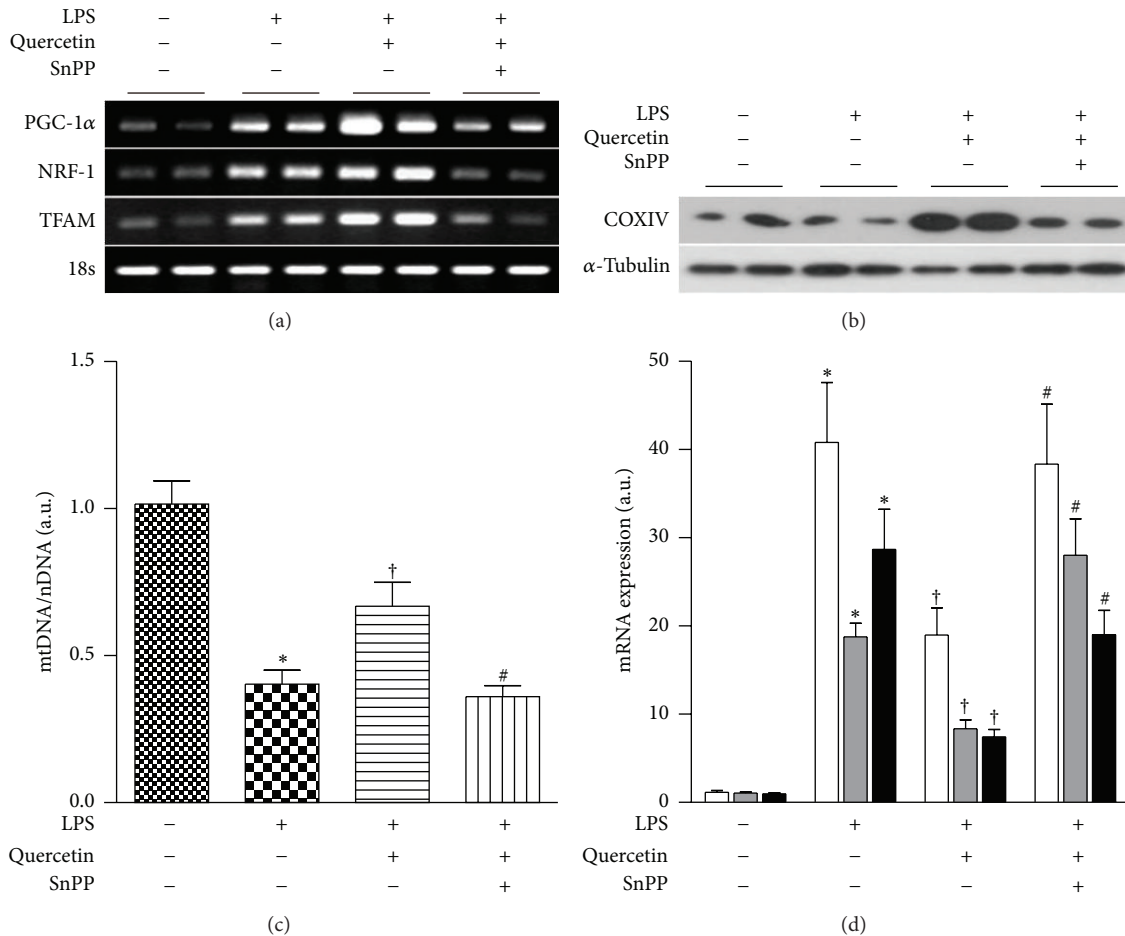 LPS − + + +
Quercetin − − + +
SnPP − − − +
PGC-1α
NRF-1
TFAM
18s
(a)
LPS − + + +
Quercetin − − + +
SnPP − − − +
COXIV
α-Tubulin
(b)
mtDNA/nDNA (a.u.)
1.5
1.0
0.5
0.0
* † #
LPS − + + +
Quercetin − − + +
SnPP − − − +
(c)
mRNA expression (a.u.)
50
40
30
20
10
0
* * * † † † # # #
LPS − + + +
Quercetin − − + +
SnPP − − − +
(d)